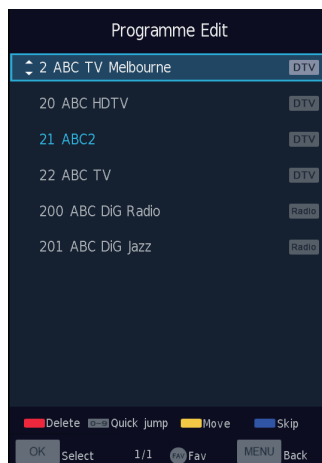 Programme Edit
2 ABC TV Melbourne DTV
20 ABC HDTV DTV
21 ABC2 DTV
22 ABC TV DTV
200 ABC DiG Radio Radio
201 ABC DiG Jazz Radio
Delete 0-9 Quick jump Move Skip
OK Select 1/1 FAV Fav MENU Back